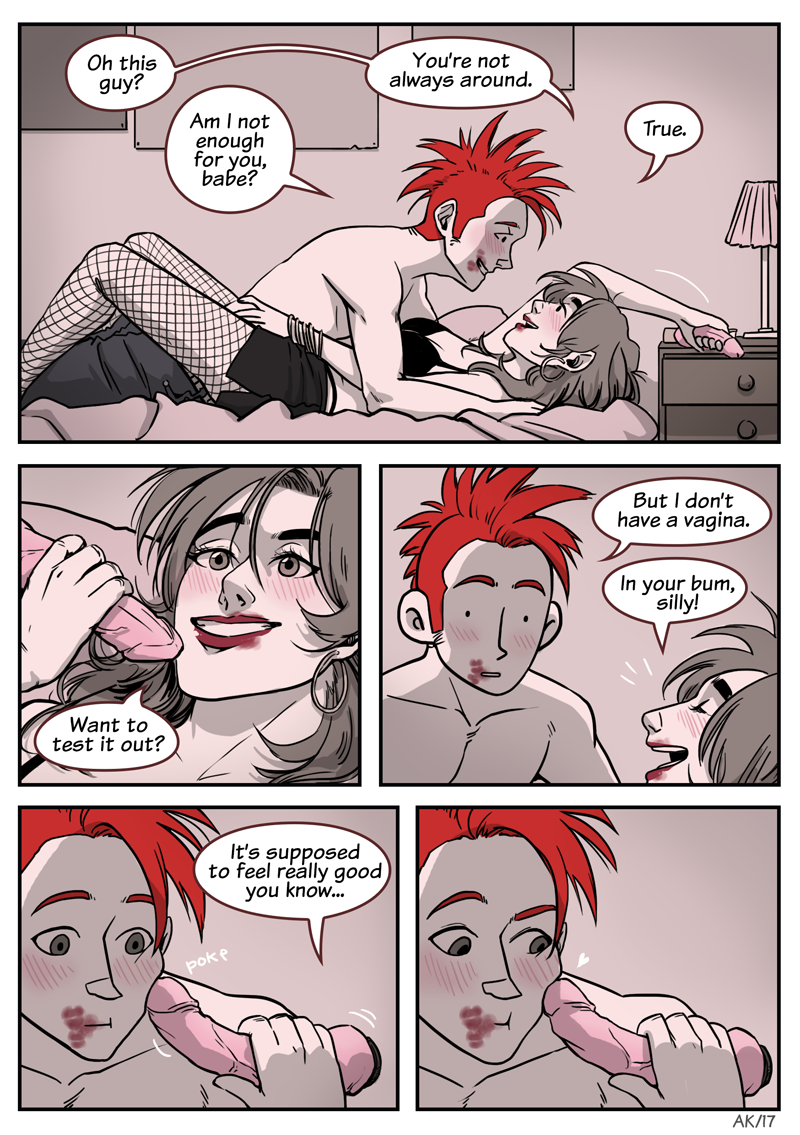 Oh this
guy?
You're not
always around.
Am I not
enough
for you,
babe?
True.
Want to
test it out?
But I don't
have a vagina.
In your bum,
silly!
It's supposed
to feel really good
you know...
poke
AK/17